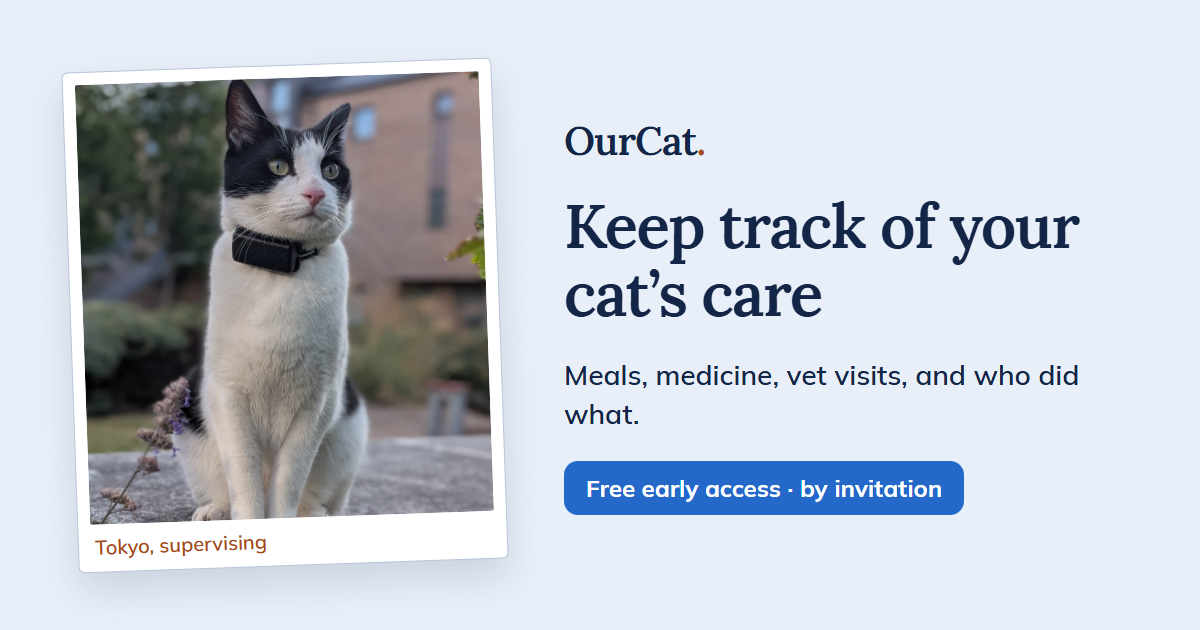 OurCat.
Keep track of your
cat’s care
Meals, medicine, vet visits, and who did
what.
Free early access · by invitation
Tokyo, supervising